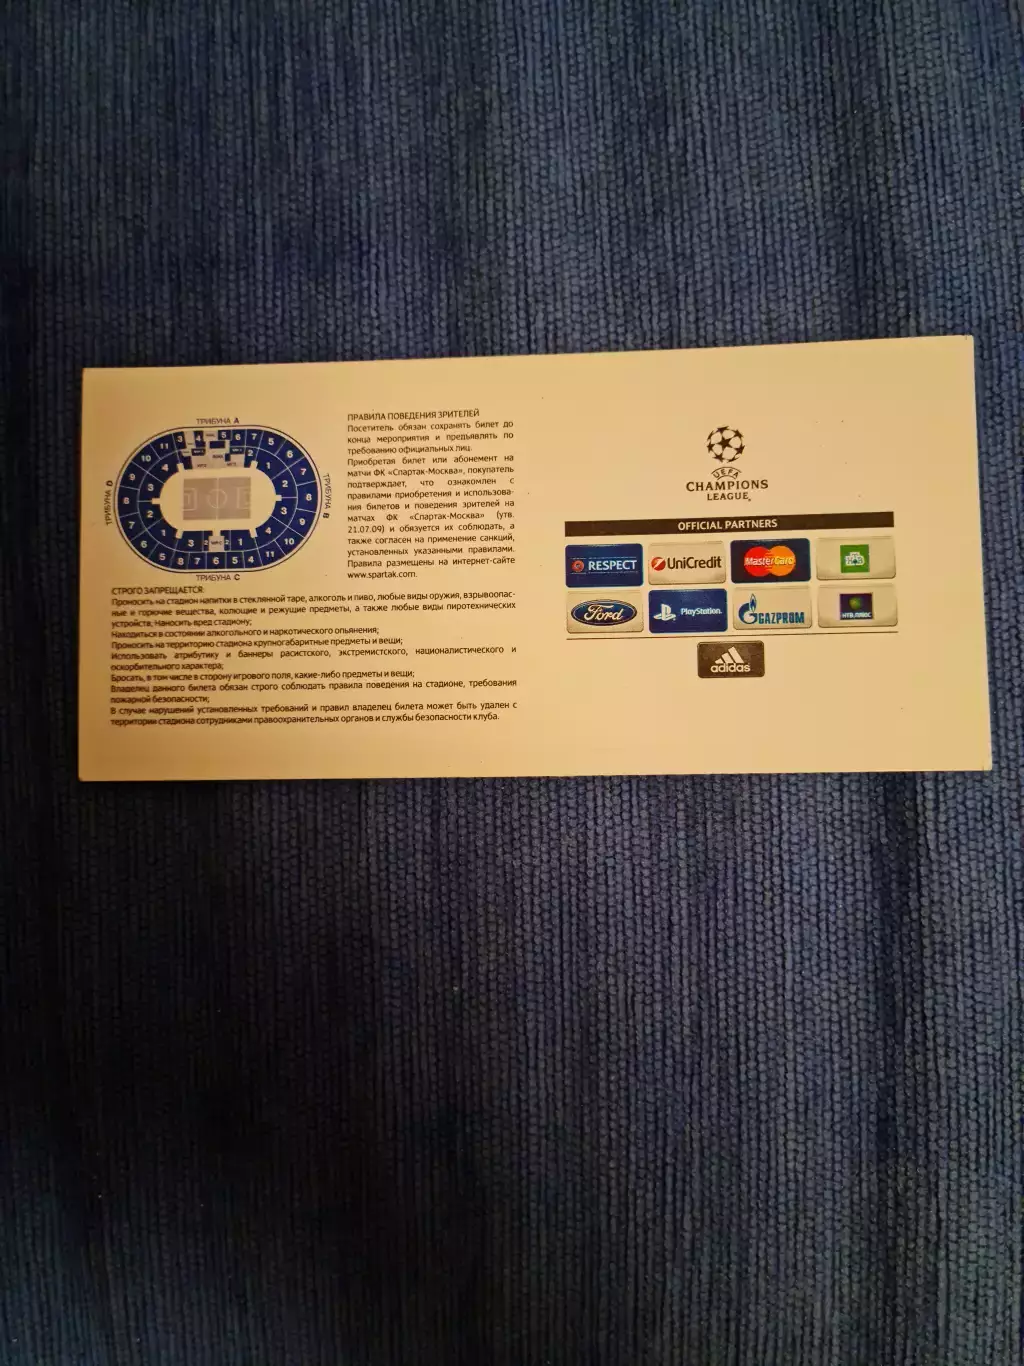 ТРИБУНА A
ТРИБУНА B
ТРИБУНА C
ТРИБУНА D
ПРАВИЛА ПОВЕДЕНИЯ ЗРИТЕЛЕЙ
Посетитель обязан сохранять билет до
конца мероприятия и предъявлять по
требованию официальных лиц.
Приобретая билет или абонемент на
матчи ФК «Спартак-Москва», покупатель
подтверждает, что ознакомлен с
правилами приобретения и использова-
ния билетов и поведения зрителей на
матчах ФК «Спартак-Москва» (утв.
21.07.09) и обязуется их соблюдать, а
также согласен на применение санкций,
установленных указанными правилами.
Правила размещены на интернет-сайте
www.spartak.com.
СТРОГО ЗАПРЕЩАЕТСЯ:
Проносить на стадион напитки в стеклянной таре, алкоголь и пиво, любые виды оружия, взрывоопас-
ные и горючие вещества, колющие и режущие предметы, а также любые виды пиротехнических
устройств; Наносить вред стадиону;
Находиться в состоянии алкогольного и наркотического опьянения;
Проносить на территорию стадиона крупногабаритные предметы и вещи;
Использовать атрибутику и баннеры расистского, экстремистского, националистического и
оскорбительного характера;
Бросать, в том числе в сторону игрового поля, какие-либо предметы и вещи;
Владелец данного билета обязан строго соблюдать правила поведения на стадионе, требования
пожарной безопасности;
В случае нарушений установленных требований и правил владелец билета может быть удален с
территории стадиона сотрудниками правоохранительных органов и службы безопасности клуба.
UEFA
CHAMPIONS
LEAGUE
OFFICIAL PARTNERS
RESPECT
UniCredit
MasterCard
НТВ
Ford
PlayStation
GAZPROM
НТВ ПЛЮС
adidas